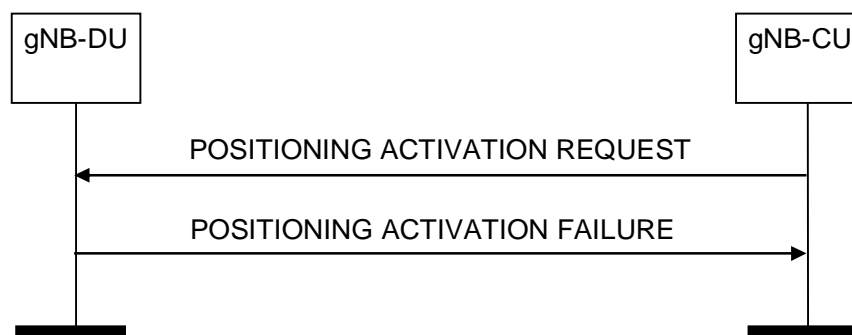 gNB-DU
gNB-CU
POSITIONING ACTIVATION REQUEST
POSITIONING ACTIVATION FAILURE